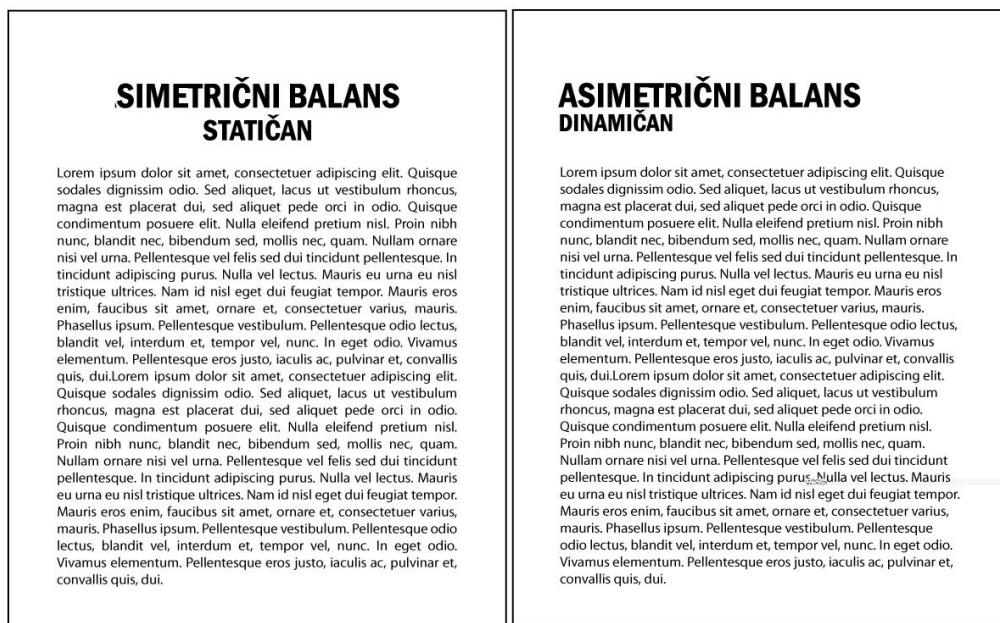 SIMETRIČNI BALANS
STATIČAN
Lorem ipsum dolor sit amet, consectetuer adipiscing elit. Quisque
sodales dignissim odio. Sed aliquet, lacus ut vestibulum rhoncus,
magna est placerat dui, sed aliquet pede orci in odio. Quisque
condimentum posuere elit. Nulla eleifend pretium nisl. Proin nibh
nunc, blandit nec, bibendum sed, mollis nec, quam. Nullam ornare
nisi vel urna. Pellentesque vel felis sed dui tincidunt pellentesque. In
tincidunt adipiscing purus. Nulla vel lectus. Mauris eu urna eu nisl
tristique ultrices. Nam id nisl eget dui feugiat tempor. Mauris eros
enim, faucibus sit amet, ornare et, consectetuer varius, mauris.
Phasellus ipsum. Pellentesque vestibulum. Pellentesque odio lectus,
blandit vel, interdum et, tempor vel, nunc. In eget odio. Vivamus
elementum. Pellentesque eros justo, iaculis ac, pulvinar et, convallis
quis, dui.Lorem ipsum dolor sit amet, consectetuer adipiscing elit.
Quisque sodales dignissim odio. Sed aliquet, lacus ut vestibulum
rhoncus, magna est placerat dui, sed aliquet pede orci in odio.
Quisque condimentum posuere elit. Nulla eleifend pretium nisl.
Proin nibh nunc, blandit nec, bibendum sed, mollis nec, quam.
Nullam ornare nisi vel urna. Pellentesque vel felis sed dui tincidunt
pellentesque. In tincidunt adipiscing purus. Nulla vel lectus. Mauris
eu urna eu nisl tristique ultrices. Nam id nisl eget dui feugiat tempor.
Mauris eros enim, faucibus sit amet, ornare et, consectetuer varius,
mauris. Phasellus ipsum. Pellentesque vestibulum. Pellentesque odio
lectus, blandit vel, interdum et, tempor vel, nunc. In eget odio.
Vivamus elementum. Pellentesque eros justo, iaculis ac, pulvinar et,
convallis quis, dui.
ASIMETRIČNI BALANS
DINAMIČAN
Lorem ipsum dolor sit amet, consectetuer adipiscing elit. Quisque
sodales dignissim odio. Sed aliquet, lacus ut vestibulum rhoncus,
magna est placerat dui, sed aliquet pede orci in odio. Quisque
condimentum posuere elit. Nulla eleifend pretium nisl. Proin nibh
nunc, blandit nec, bibendum sed, mollis nec, quam. Nullam ornare
nisi vel urna. Pellentesque vel felis sed dui tincidunt pellentesque. In
tincidunt adipiscing purus. Nulla vel lectus. Mauris eu urna eu nisl
tristique ultrices. Nam id nisl eget dui feugiat tempor. Mauris eros
enim, faucibus sit amet, ornare et, consectetuer varius, mauris.
Phasellus ipsum. Pellentesque vestibulum. Pellentesque odio lectus,
blandit vel, interdum et, tempor vel, nunc. In eget odio. Vivamus
elementum. Pellentesque eros justo, iaculis ac, pulvinar et, convallis
quis, dui.Lorem ipsum dolor sit amet, consectetuer adipiscing elit.
Quisque sodales dignissim odio. Sed aliquet, lacus ut vestibulum
rhoncus, magna est placerat dui, sed aliquet pede orci in odio.
Quisque condimentum posuere elit. Nulla eleifend pretium nisl.
Proin nibh nunc, blandit nec, bibendum sed, mollis nec, quam.
Nullam ornare nisi vel urna. Pellentesque vel felis sed dui tincidunt
pellentesque. In tincidunt adipiscing purus. Nulla vel lectus. Mauris
eu urna eu nisl tristique ultrices. Nam id nisl eget dui feugiat tempor.
Mauris eros enim, faucibus sit amet, ornare et, consectetuer varius,
mauris. Phasellus ipsum. Pellentesque vestibulum. Pellentesque
odio lectus, blandit vel, interdum et, tempor vel, nunc. In eget odio.
Vivamus elementum. Pellentesque eros justo, iaculis ac, pulvinar et,
convallis quis, dui.